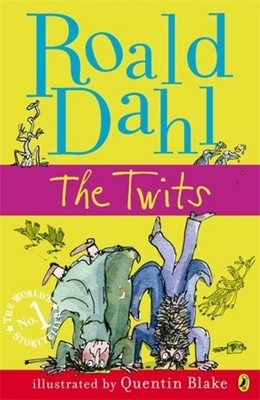 Roald
Dahl
The Twits
THE WORLD'S
No. 1
STORYTELLER
illustrated by Quentin Blake